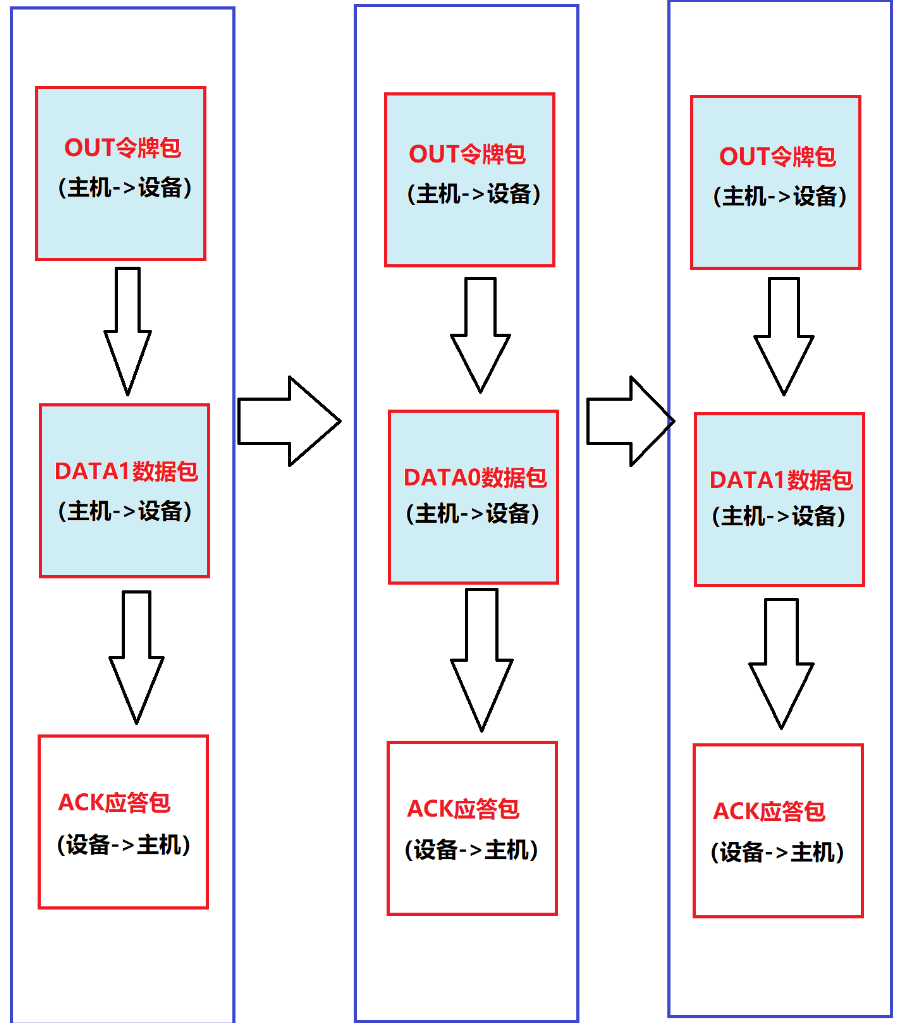 OUT令牌包
(主机->设备)
DATA1数据包
(主机->设备)
ACK应答包
(设备->主机)
OUT令牌包
(主机->设备)
DATA0数据包
(主机->设备)
ACK应答包
(设备->主机)
OUT令牌包
(主机->设备)
DATA1数据包
(主机->设备)
ACK应答包
(设备->主机)